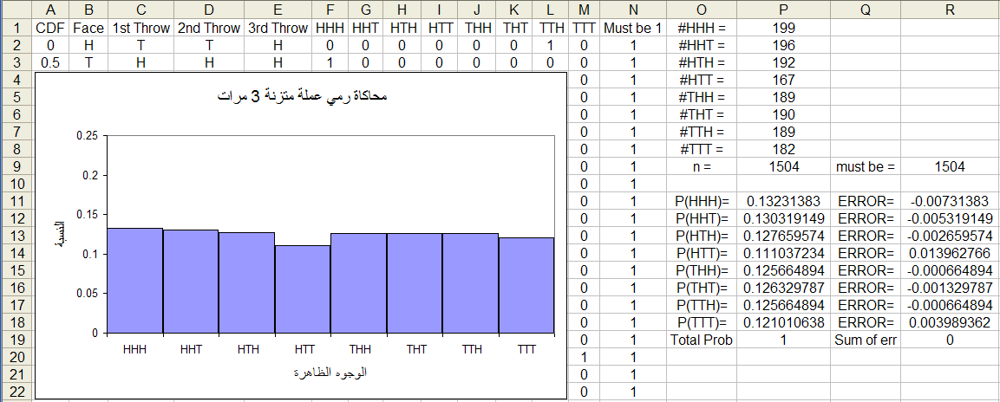 A B C D E F G H I J K L M N O P Q R
1 CDF Face 1st Throw 2nd Throw 3rd Throw HHH HHT HTH HTT THH THT TTH TTT Must be 1 #HHH = 199
2 0 H T T H 0 0 0 0 0 0 1 0 1 #HHT = 196
3 0.5 T H H H 1 0 0 0 0 0 0 0 1 #HTH = 192
4 0 1 #HTT = 167
5 0 1 #THH = 189
6 0 1 #THT = 190
7 0 1 #TTH = 189
8 0 1 #TTT = 182
9 0 1 n = 1504 must be = 1504
10 0 1
11 0 1 P(HHH)= 0.13231383 ERROR= -0.00731383
12 0 1 P(HHT)= 0.130319149 ERROR= -0.005319149
13 0 1 P(HTH)= 0.127659574 ERROR= -0.002659574
14 0 1 P(HTT)= 0.111037234 ERROR= 0.013962766
15 0 1 P(THH)= 0.125664894 ERROR= -0.000664894
16 0 1 P(THT)= 0.126329787 ERROR= -0.001329787
17 0 1 P(TTH)= 0.125664894 ERROR= -0.000664894
18 0 1 P(TTT)= 0.121010638 ERROR= 0.003989362
19 0 1 Total Prob 1 Sum of err 0
20 1 1
21 0 1
22 0 1
محاكاة رمي عملة متزنة 3 مرات
0.25
0.2
0.15
0.1
0.05
0
النسبة
HHH HHT HTH HTT THH THT TTH TTT
الوجوه الظاهرة